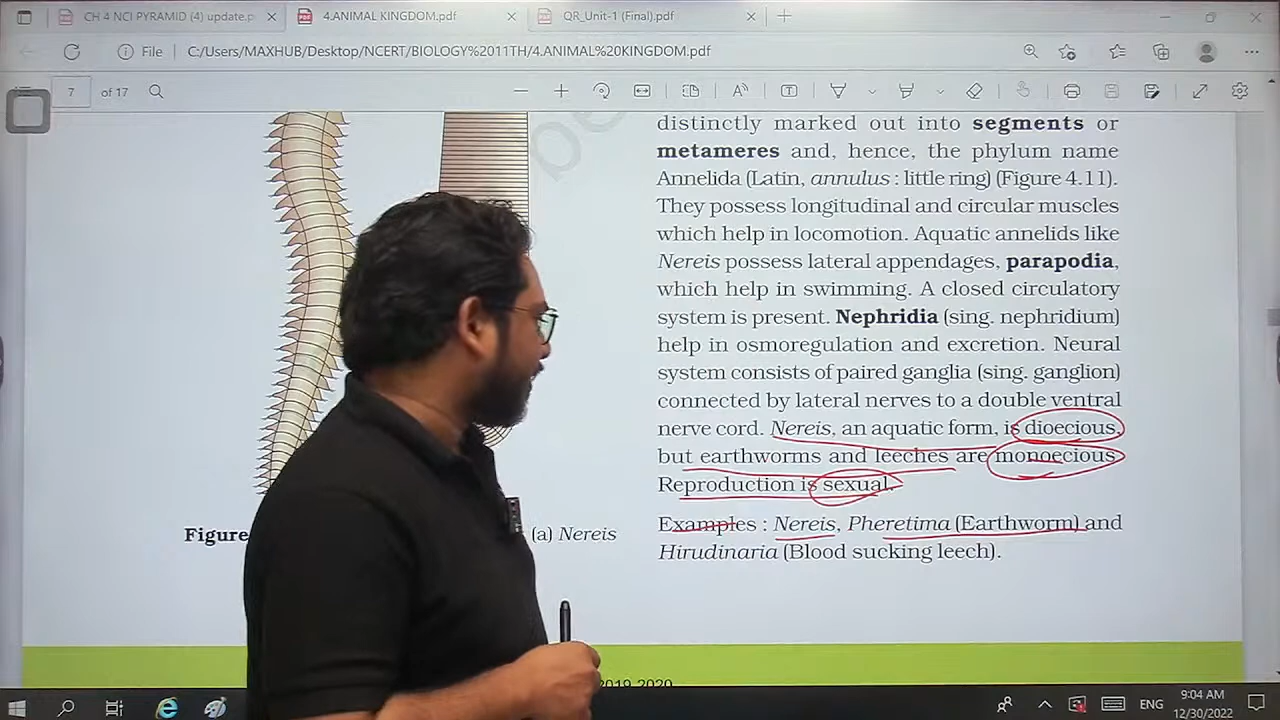 CH 4 NCI PYRAMID (4) update.p
4.ANIMAL KINGDOM.pdf
QR_Unit-1 (Final).pdf
File
C:/Users/MAXHUB/Desktop/NCERT/BIOLOGY%2011TH/4.ANIMAL%20KINGDOM.pdf
7 of 17
distinctly marked out into segments or
metameres and, hence, the phylum name
Annelida (Latin, annulus : little ring) (Figure 4.11).
They possess longitudinal and circular muscles
which help in locomotion. Aquatic annelids like
Nereis possess lateral appendages, parapodia,
which help in swimming. A closed circulatory
system is present. Nephridia (sing. nephridium)
help in osmoregulation and excretion. Neural
system consists of paired ganglia (sing. ganglion)
connected by lateral nerves to a double ventral
nerve cord. Nereis, an aquatic form, is dioecious,
but earthworms and leeches are monoecious
Reproduction is sexual.
Examples : Nereis, Pheretima (Earthworm) and
Hirudinaria (Blood sucking leech).
Figure
(a) Nereis
2019-2020
ENG
9:04 AM
12/30/2022